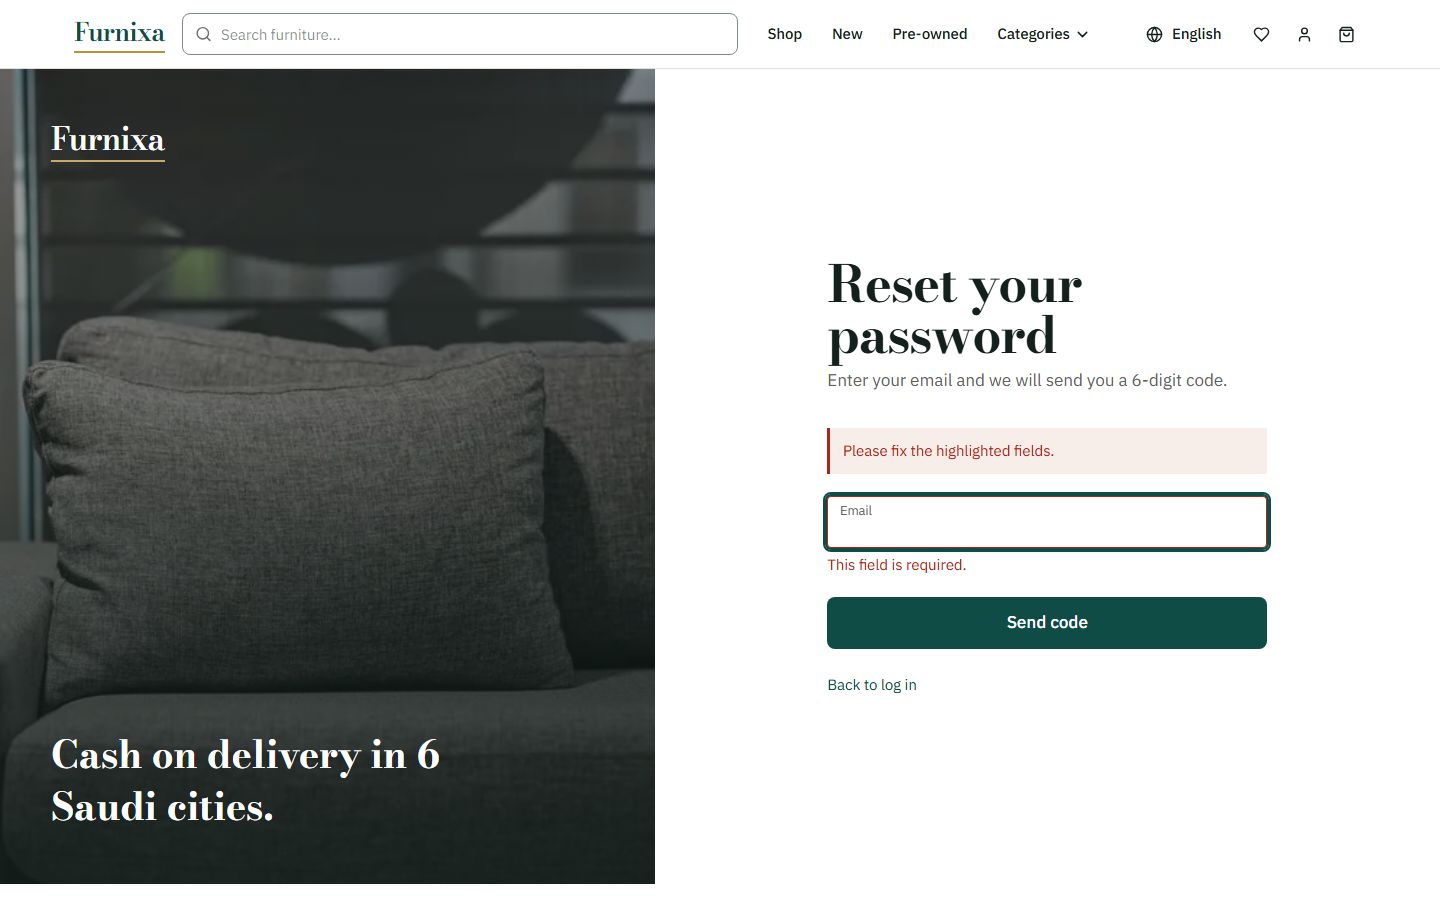 Furnixa
Search furniture...
Shop
New
Pre-owned
Categories
English
Furnixa
Cash on delivery in 6
Saudi cities.
Reset your
password
Enter your email and we will send you a 6-digit code.
Please fix the highlighted fields.
Email
This field is required.
Send code
Back to log in